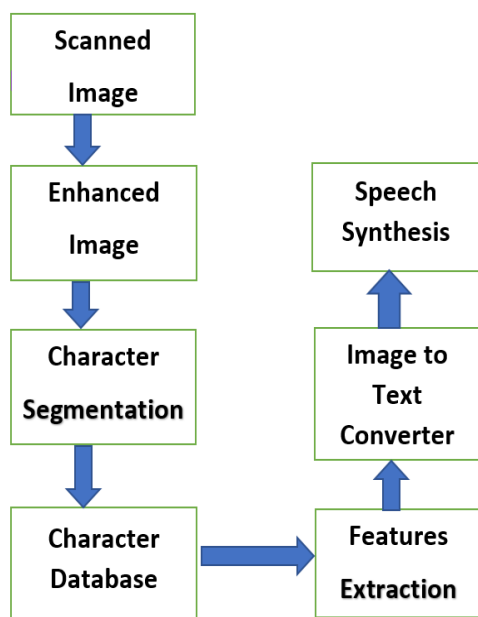 Scanned
Image
Enhanced
Image
Character
Segmentation
Character
Database
Features
Extraction
Image to
Text
Converter
Speech
Synthesis